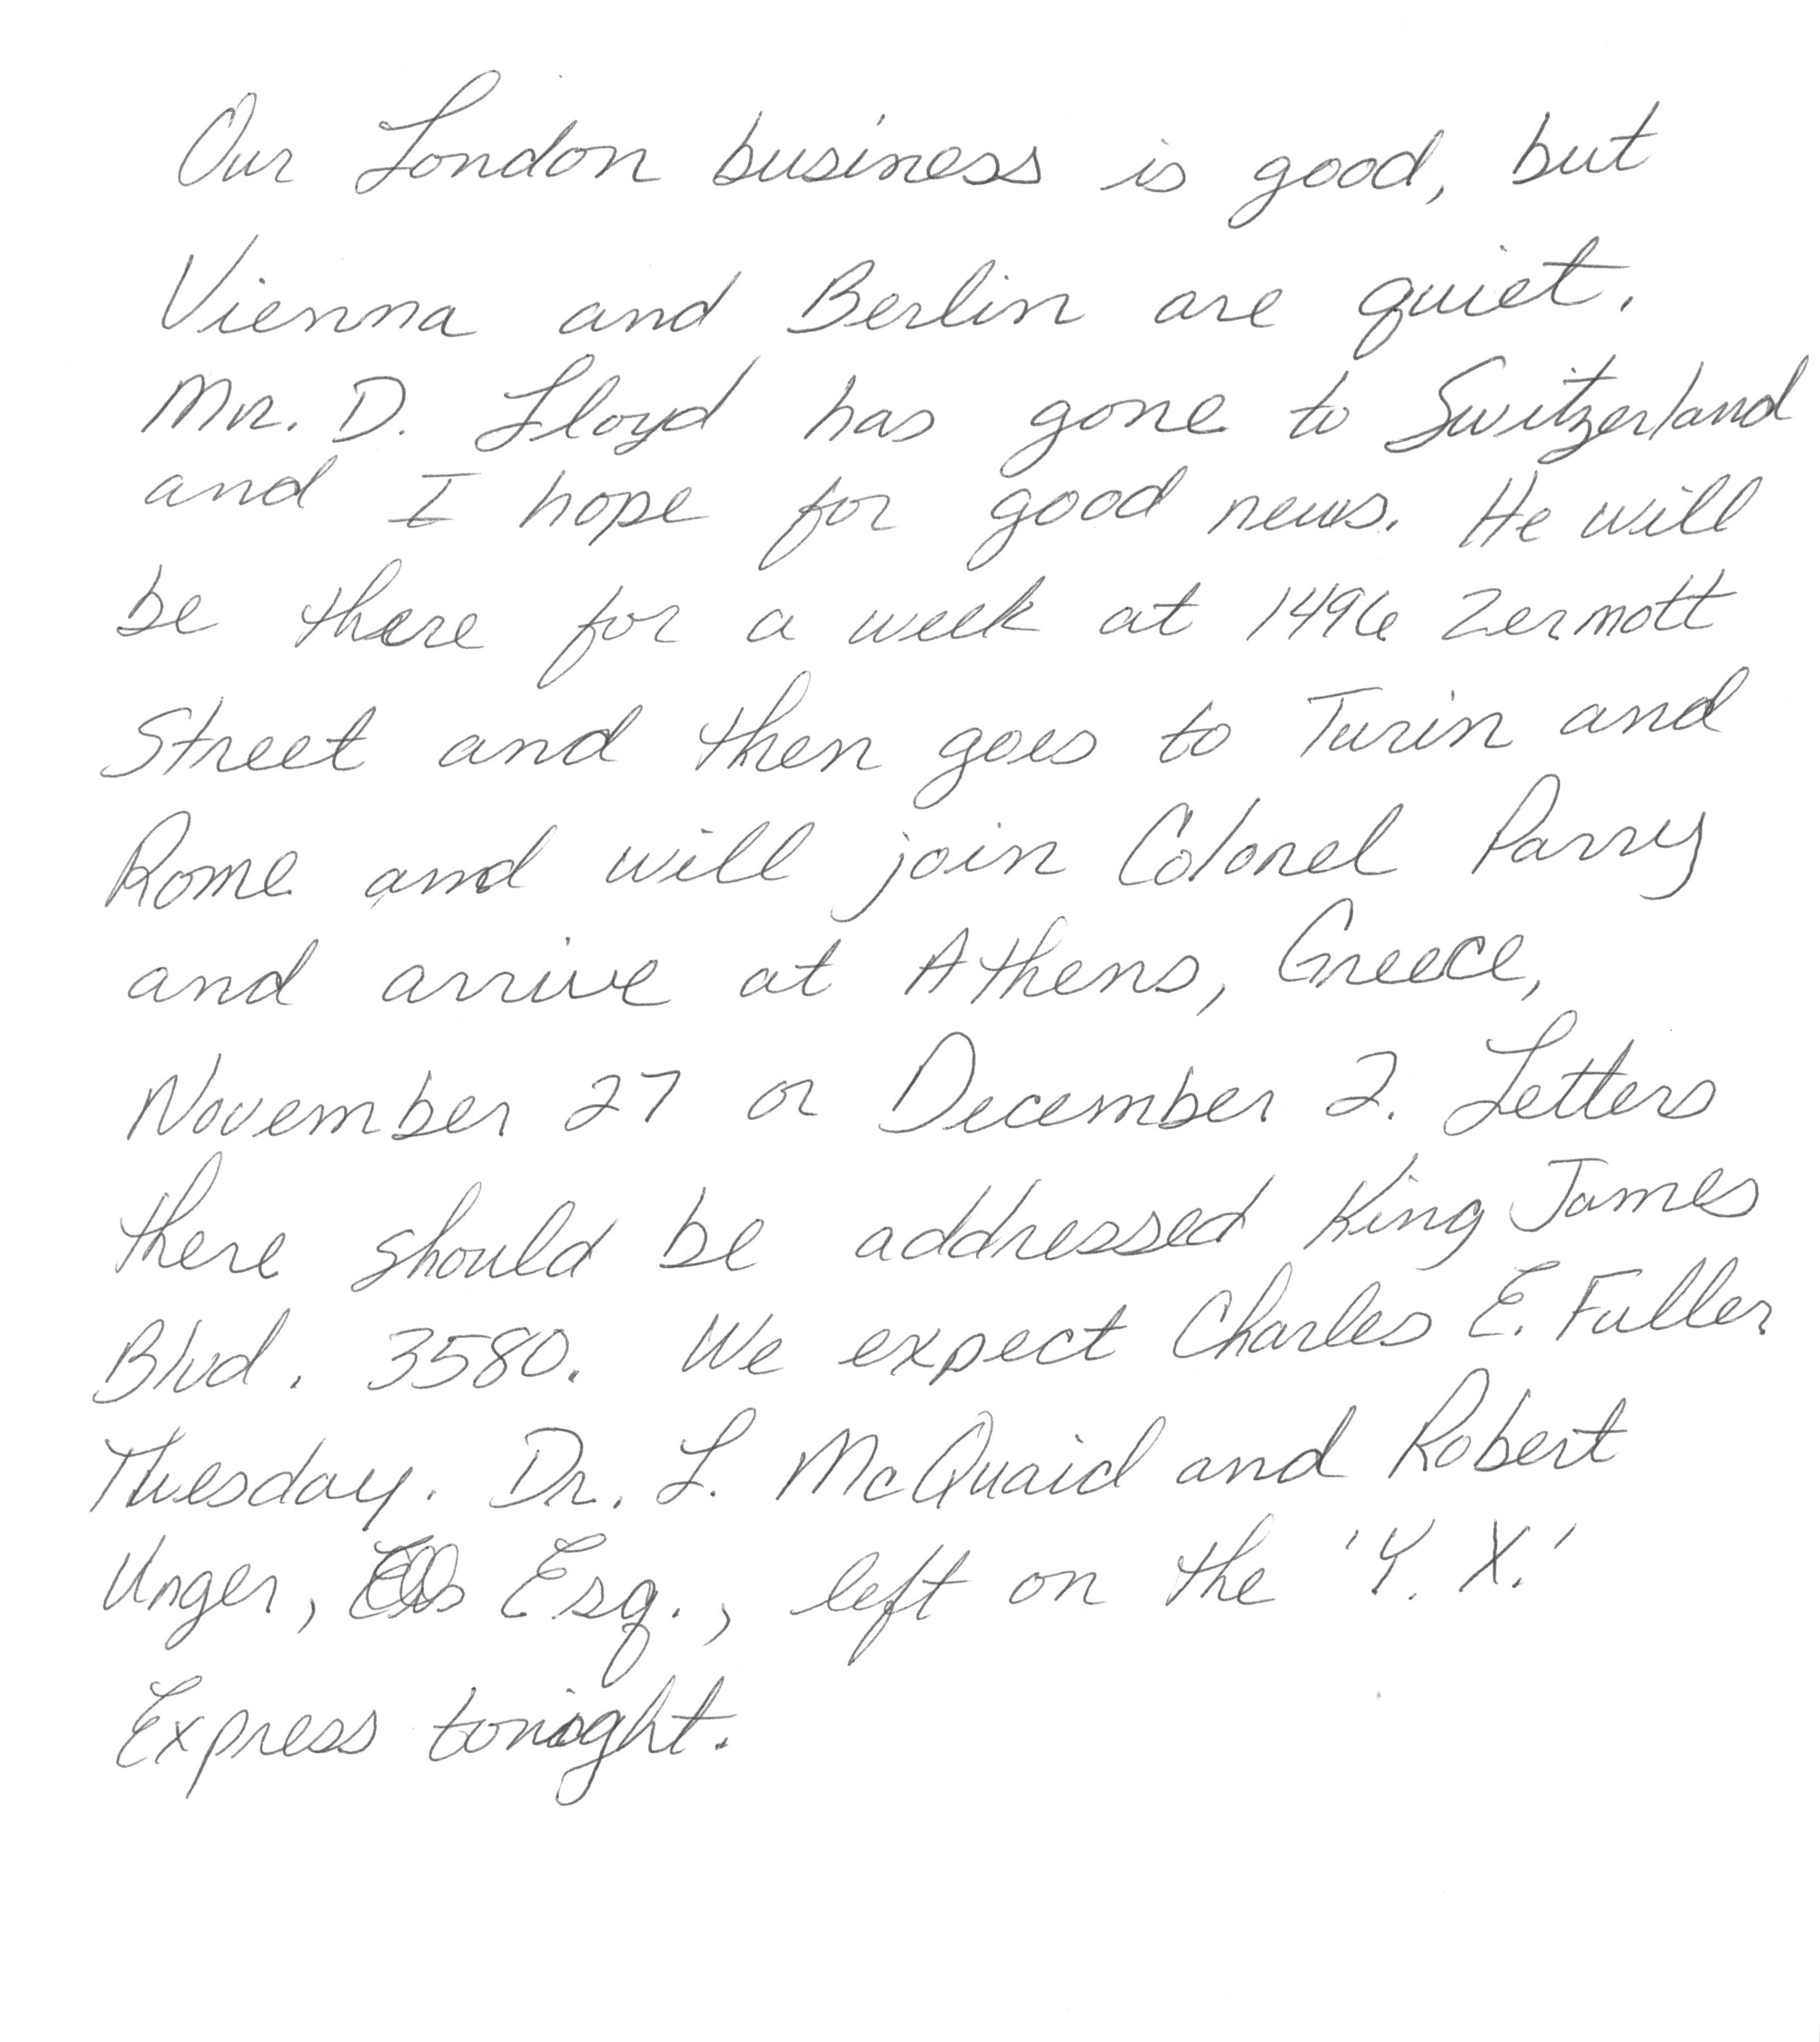 Our London business is good, but
Vienna and Berlin are quiet.
Mr. D. Lloyd has gone to Switzerland
and I hope for good news. He will
be there for a week at 1496 Zermott
Street and then goes to Turin and
Rome and will join Colonel Parry
and arrive at Athens, Greece,
November 27 or December 2. Letters
there should be addressed King James
Blvd. 3580. We expect Charles E. Fuller
Tuesday. Dr. L. McQuaid and Robert
Unger, Esq., left on the 'Y. X.'
Express tonight.